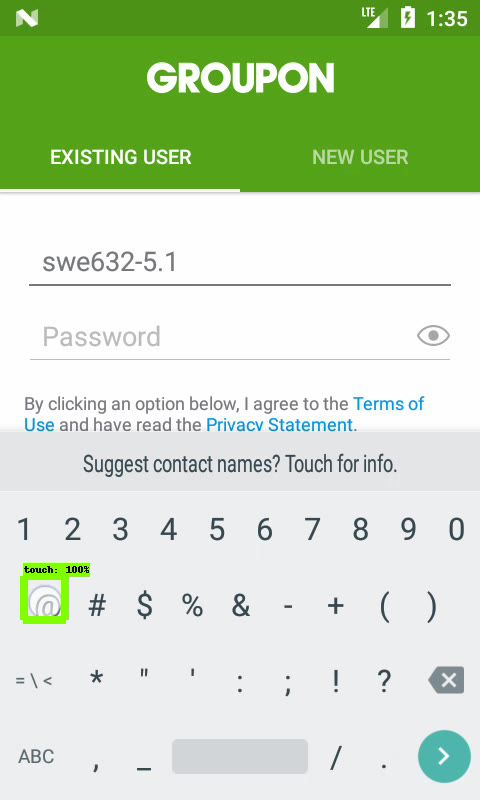 LTE 1:35
GROUPON
EXISTING USER NEW USER
swe632-5.1
Password
By clicking an option below, I agree to the Terms of
Use and have read the Privacy Statement.
Suggest contact names? Touch for info.
1 2 3 4 5 6 7 8 9 0
touch: 100%
@ # $ % & - + ( )
= \ < * " ' : ; ! ?
ABC , _ / .